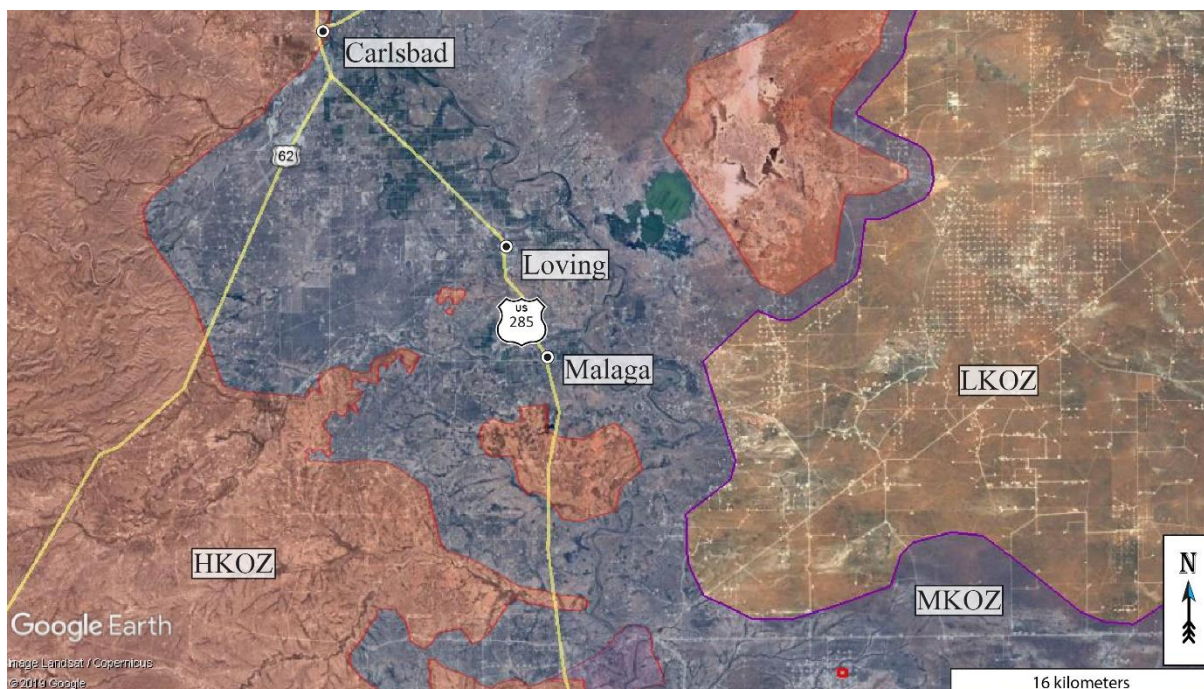 Carlsbad
62
Loving
US
285
Malaga
LKOZ
HKOZ
MKOZ
N
Google Earth
Image Landsat / Copernicus
© 2019 Google
16 kilometers